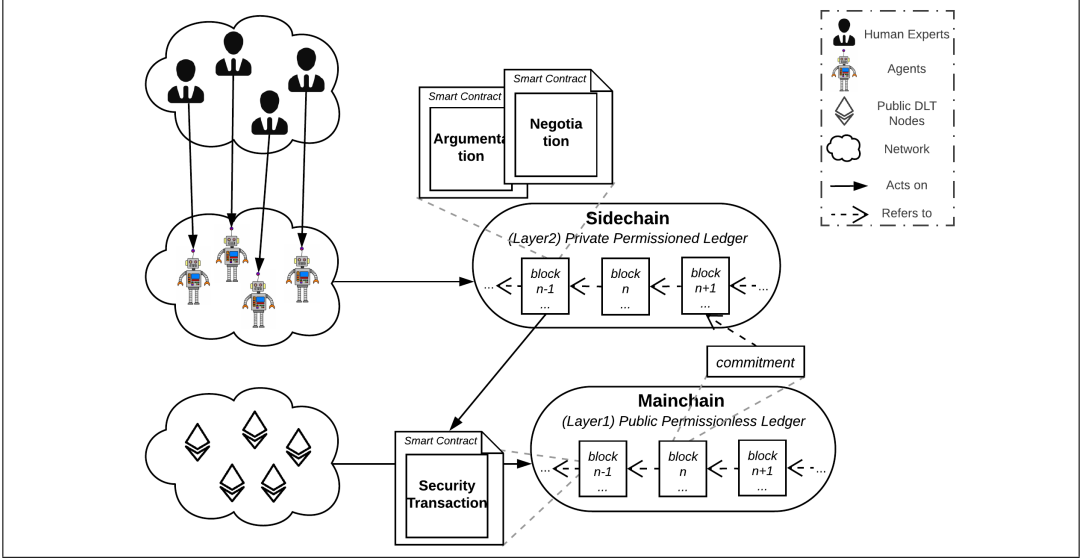 Human Experts
Agents
Public DLT
Nodes
Network
Acts on
Refers to
Smart Contract
Argumenta
tion
Smart Contract
Negotia
tion
Sidechain
(Layer2) Private Permissioned Ledger
...
block
n-1
...
block
n
...
block
n+1
...
...
commitment
Mainchain
(Layer1) Public Permissionless Ledger
...
block
n-1
...
block
n
...
block
n+1
...
...
Smart Contract
Security
Transaction